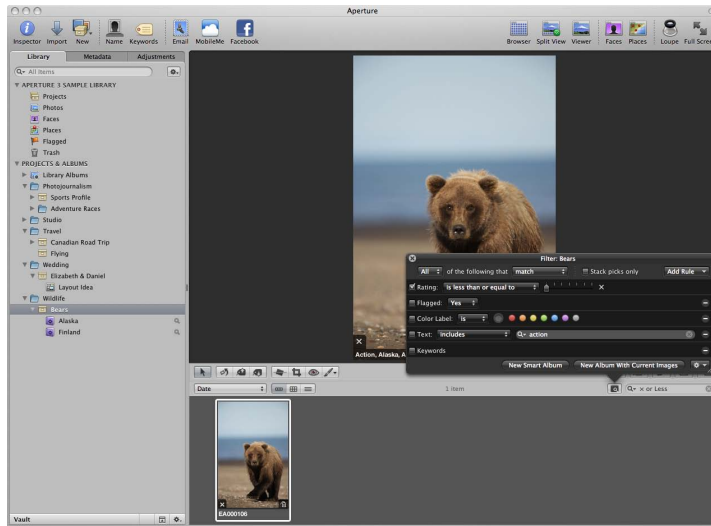 Aperture
Inspector Import New Name Keywords Email MobileMe Facebook Browser Split View Viewer Faces Places Loupe Full Scree
Library Metadata Adjustments
All Items
APERTURE 3 SAMPLE LIBRARY
Projects
Photos
Faces
Places
Flagged
Trash
PROJECTS & ALBUMS
Library Albums
Photojournalism
Sports Profile
Adventure Races
Studio
Travel
Canadian Road Trip
Flying
Wedding
Elizabeth & Daniel
Layout Idea
Wildlife
Bears
Alaska
Finland
Vault
Action, Alaska, A
Filter: Bears
All of the following that match Stack picks only Add Rule
Rating: is less than or equal to ×
Flagged: Yes
Color Label: is
Text: includes action
Keywords
New Smart Album New Album With Current Images
Date 1 item × or Less
EA000106